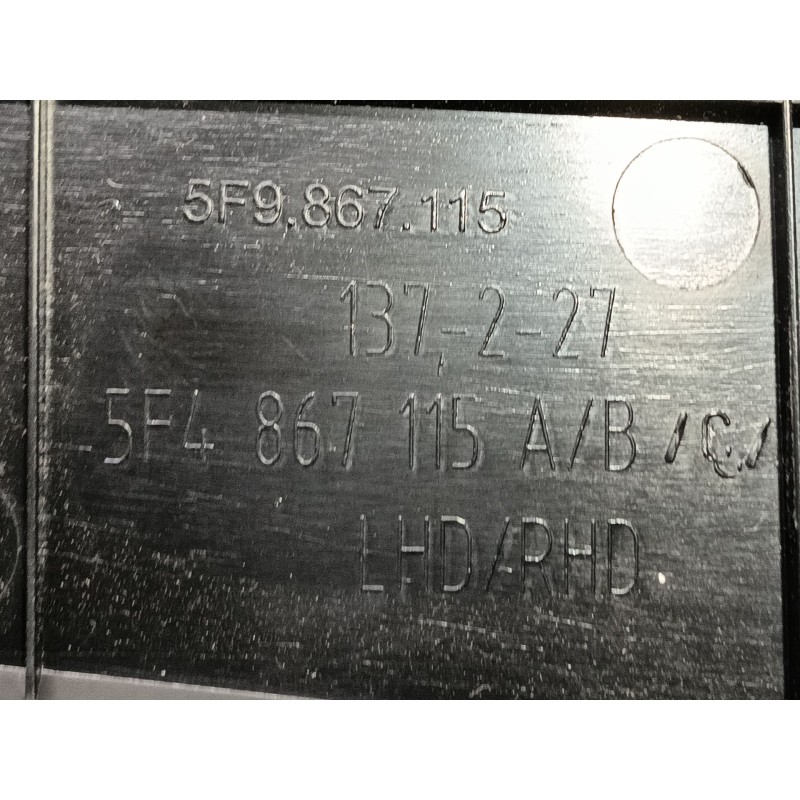 5F9.867.115
137,-2-27
5F4 867 115 A/B /C/
LHD/RHD